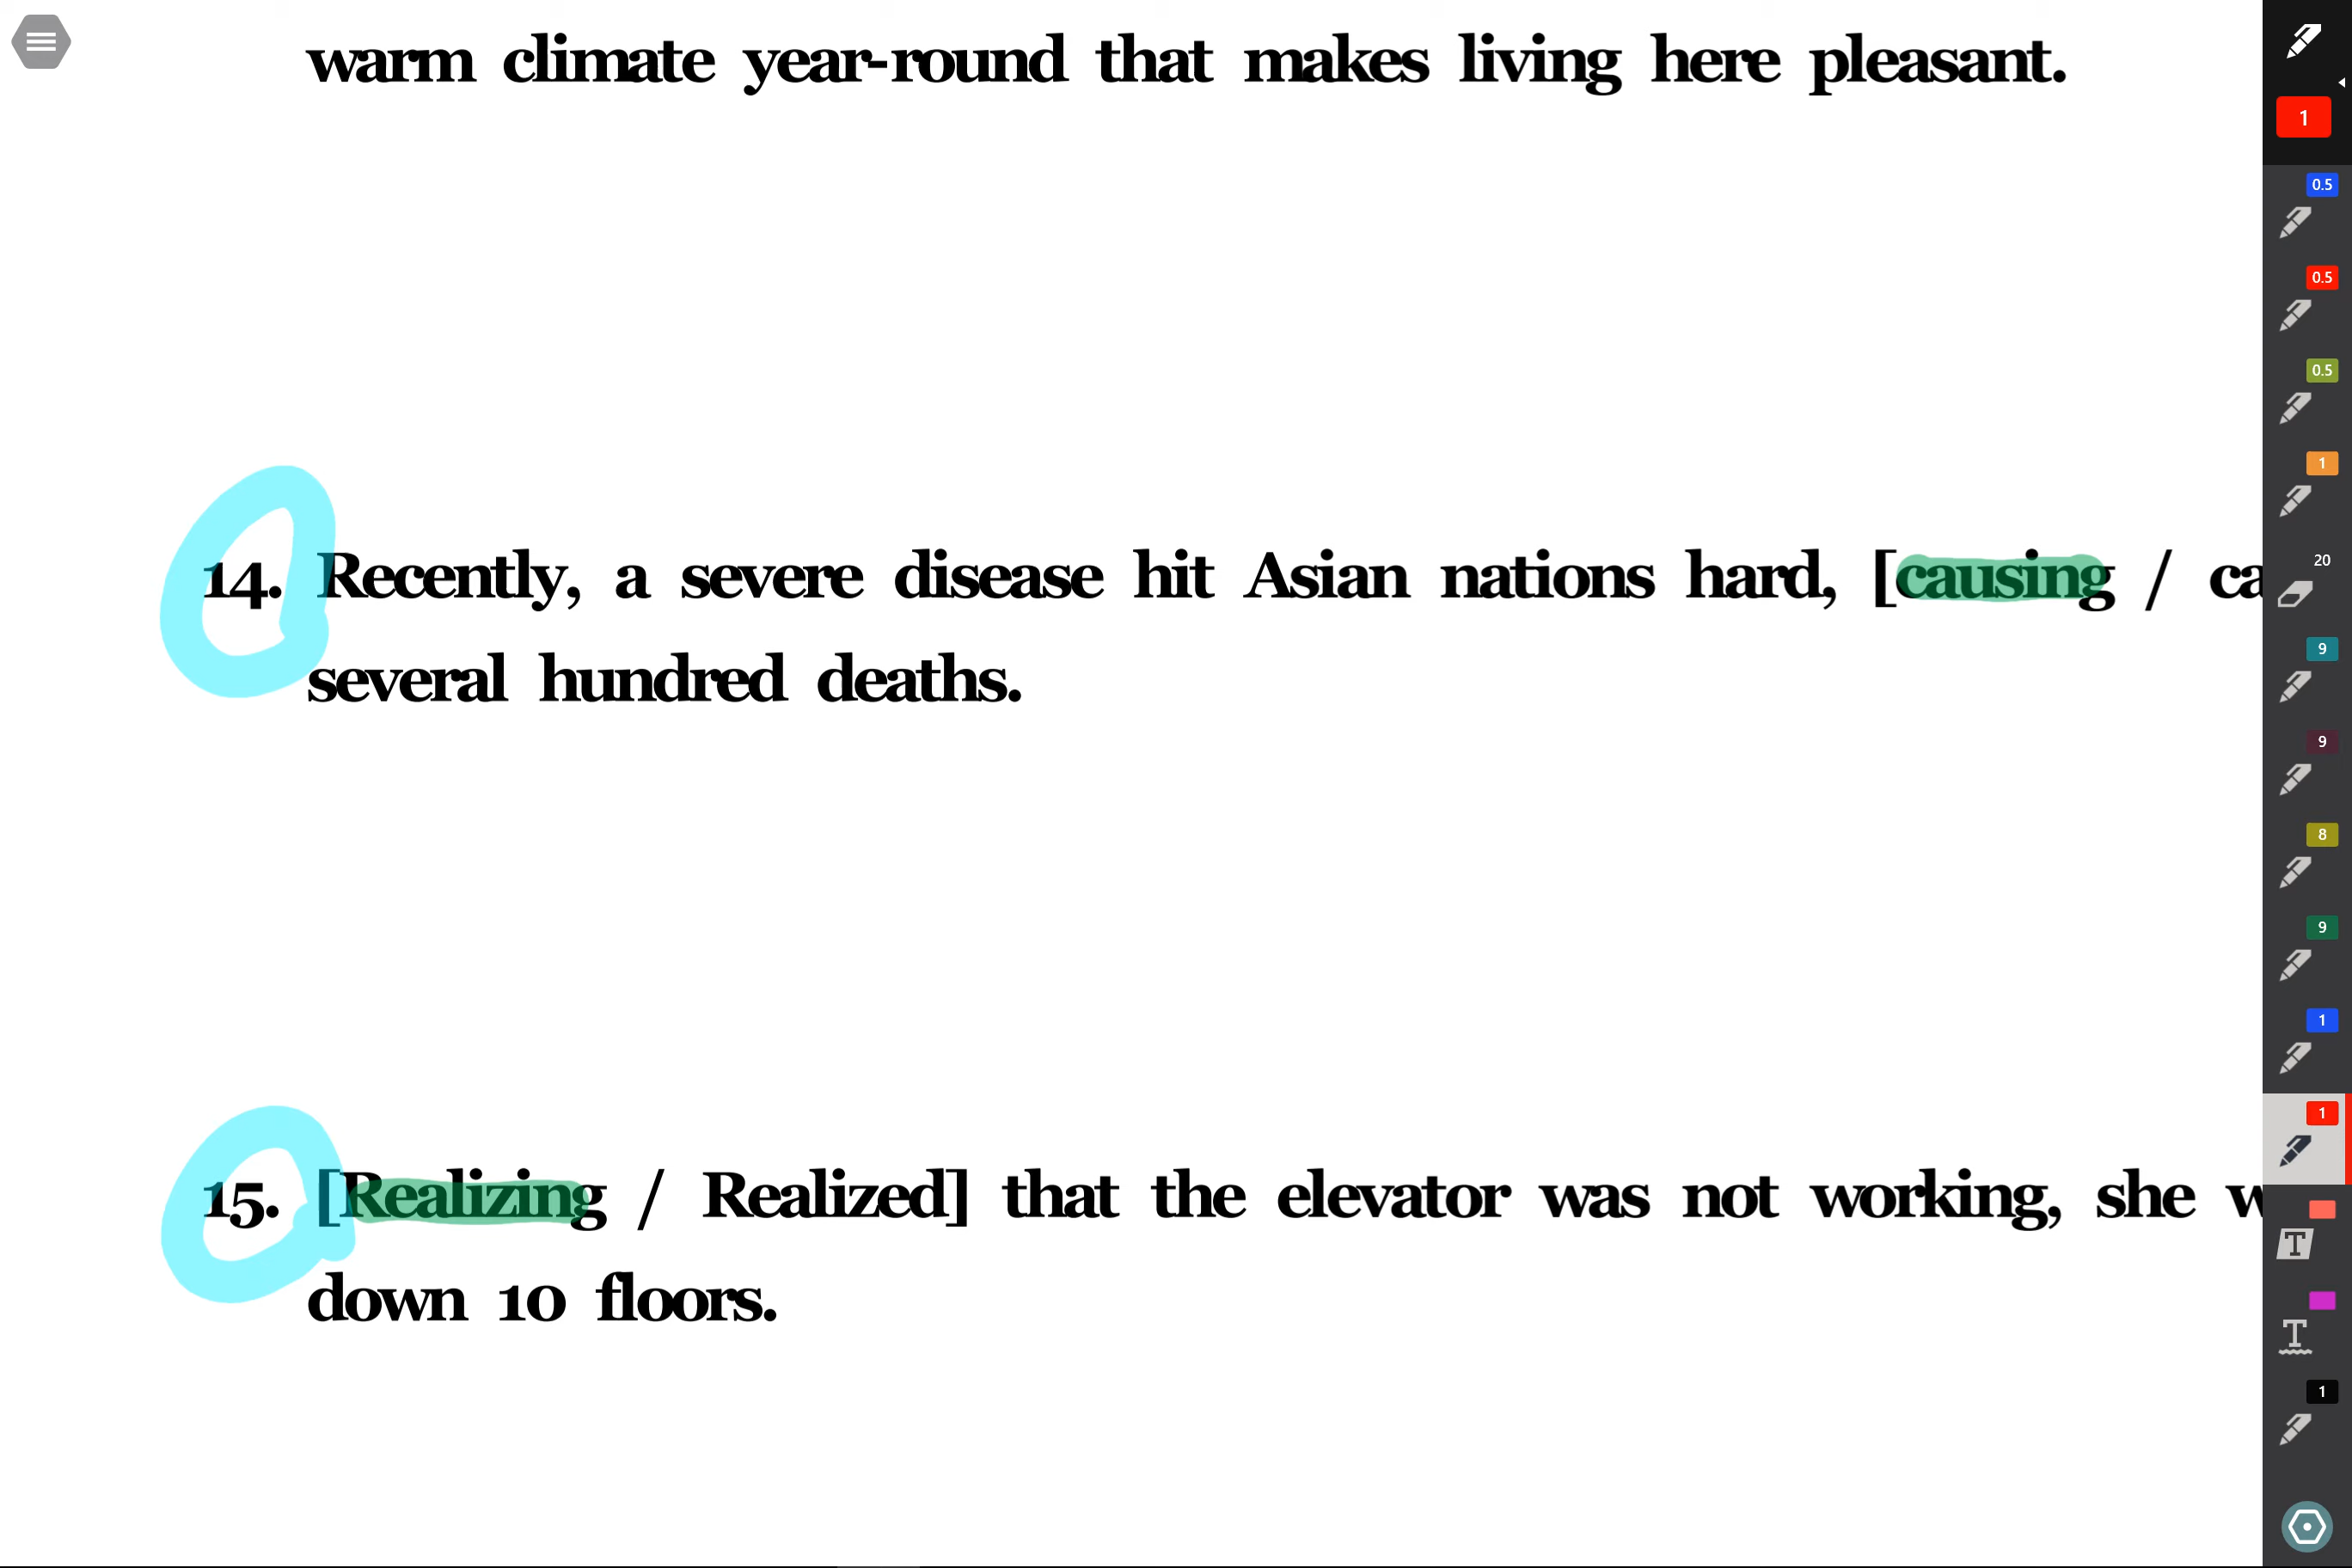 warm climate year-round that makes living here pleasant.
14. Recently, a severe disease hit Asian nations hard, [causing /
several hundred deaths.
15. [Realizing / Realized] that the elevator was not working, she
down 10 floors.
1
0.5
0.5
0.5
1
20
9
9
8
9
1
1
T
T
1